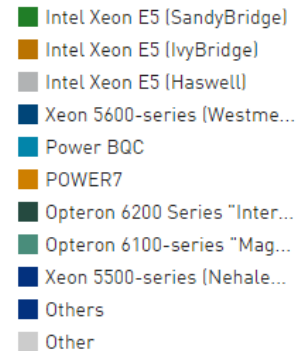 Intel Xeon E5 (SandyBridge)
Intel Xeon E5 (IvyBridge)
Intel Xeon E5 (Haswell)
Xeon 5600-series (Westme...
Power BQC
POWER7
Opteron 6200 Series "Inter...
Opteron 6100-series "Mag...
Xeon 5500-series (Nehale...
Others
Other